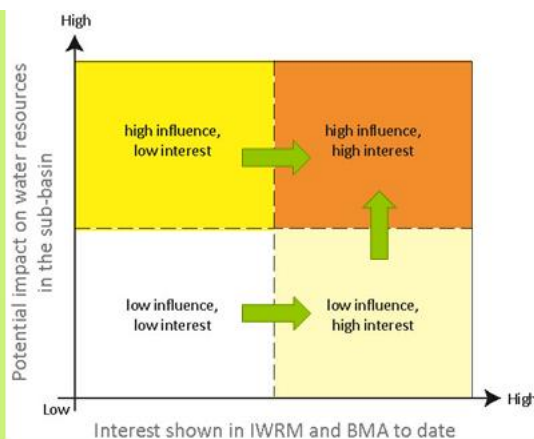 High
Potential impact on water resources
in the sub-basin
high influence,
low interest
high influence,
high interest
low influence,
low interest
low influence,
high interest
Low
High
Interest shown in IWRM and BMA to date